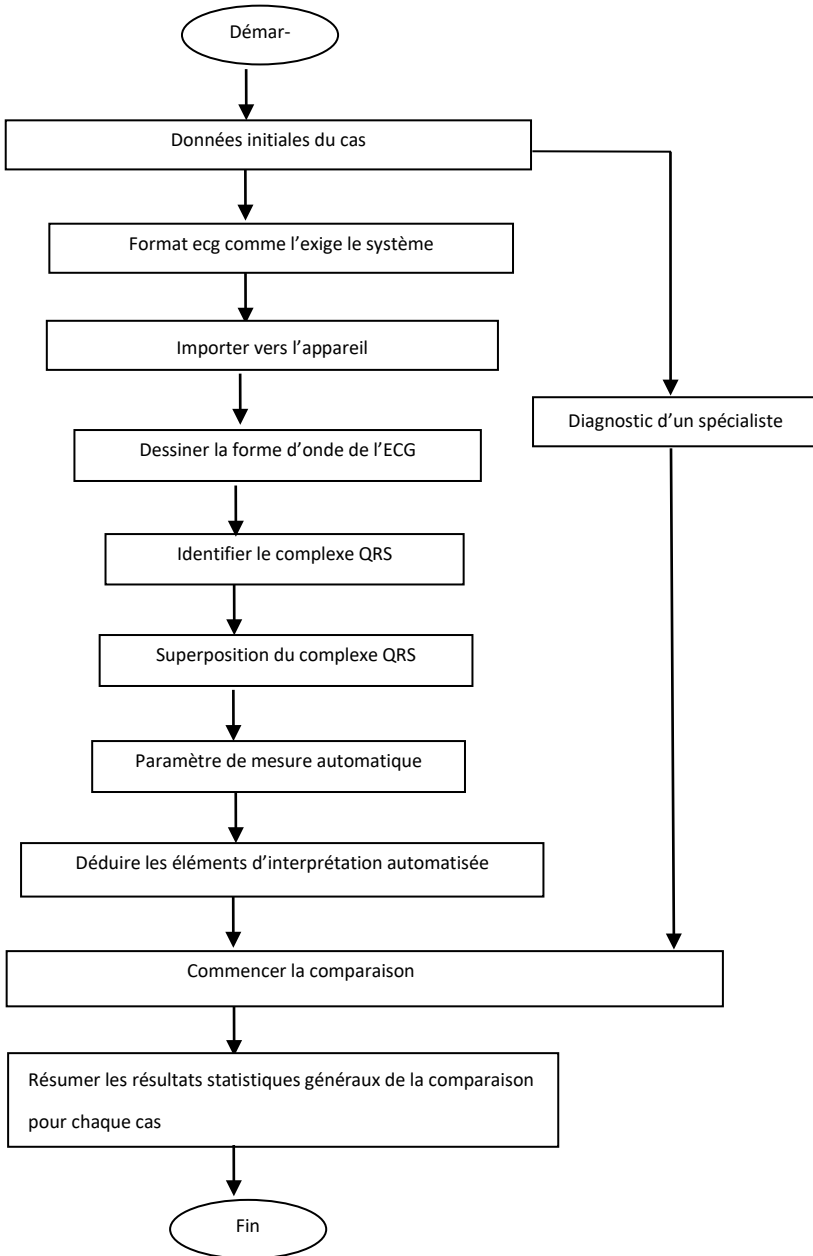 Démar-
Données initiales du cas
Format ecg comme l’exige le système
Importer vers l’appareil
Dessiner la forme d’onde de l’ECG
Diagnostic d’un spécialiste
Identifier le complexe QRS
Superposition du complexe QRS
Paramètre de mesure automatique
Déduire les éléments d’interprétation automatisée
Commencer la comparaison
Résumer les résultats statistiques généraux de la comparaison
pour chaque cas
Fin